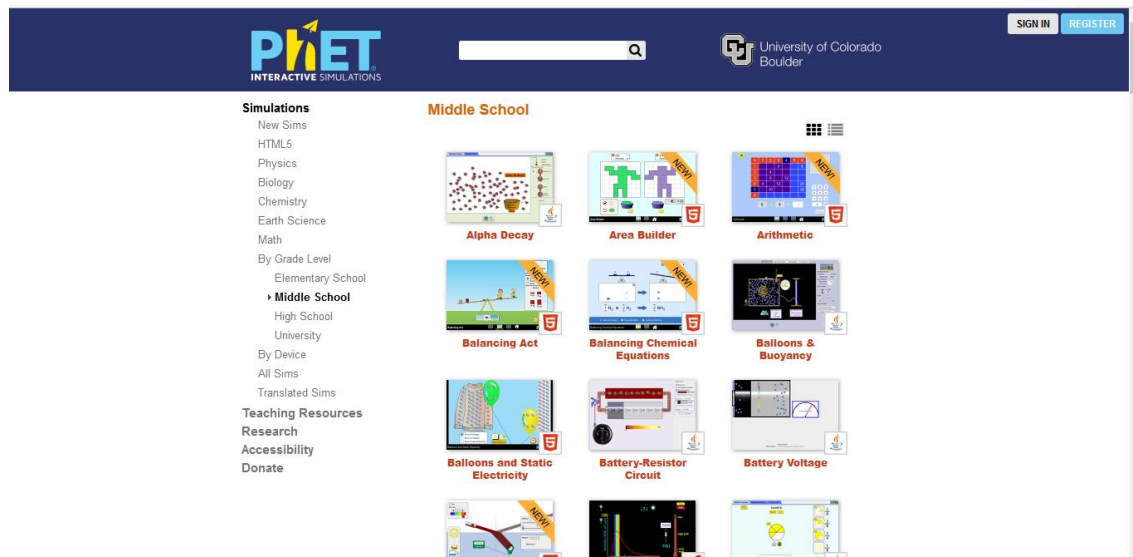 SIGN IN
REGISTER
PhET
INTERACTIVE SIMULATIONS
University of Colorado
Boulder
Simulations
New Sims
HTML5
Physics
Biology
Chemistry
Earth Science
Math
By Grade Level
Elementary School
Middle School
High School
University
By Device
All Sims
Translated Sims
Teaching Resources
Research
Accessibility
Donate
Middle School
Alpha Decay
NEW!
Area Builder
NEW!
Arithmetic
NEW!
Balancing Act
NEW!
Balancing Chemical
Equations
Balloons &
Buoyancy
Balloons and Static
Electricity
Battery-Resistor
Circuit
Battery Voltage
NEW!